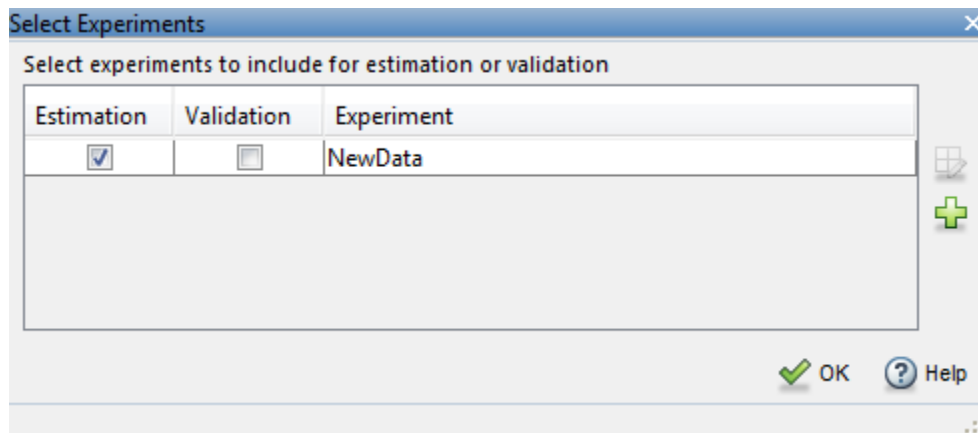 Select Experiments
Select experiments to include for estimation or validation
Estimation Validation Experiment
NewData
OK Help